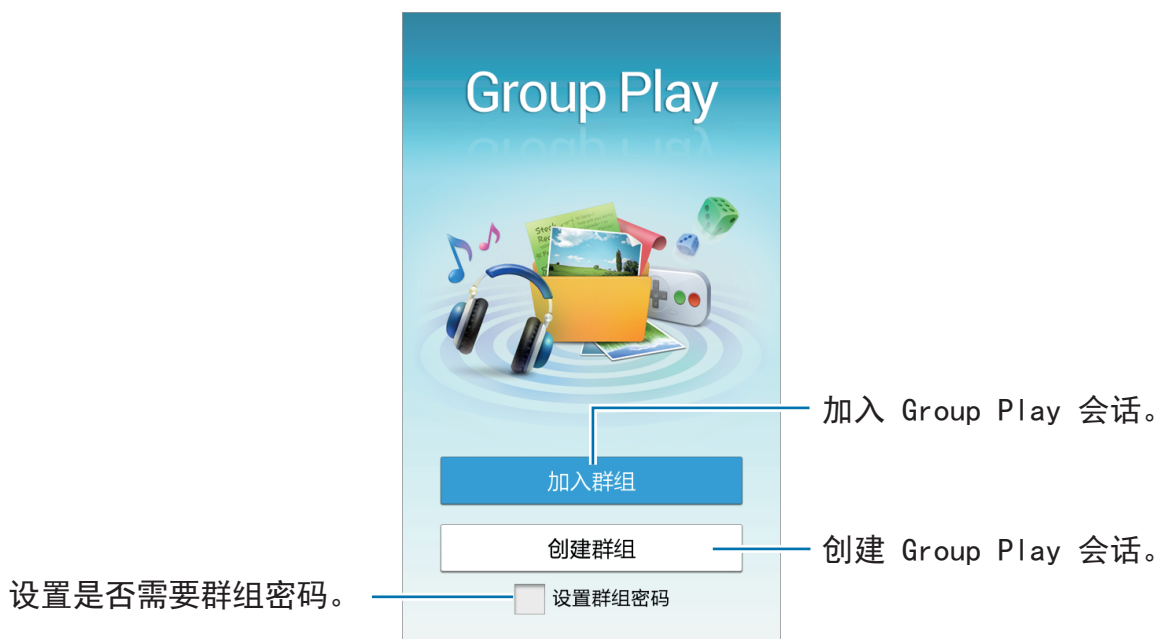 Group Play
加入 Group Play 会话。
加入群组
创建群组
创建 Group Play 会话。
设置是否需要群组密码。
设置群组密码